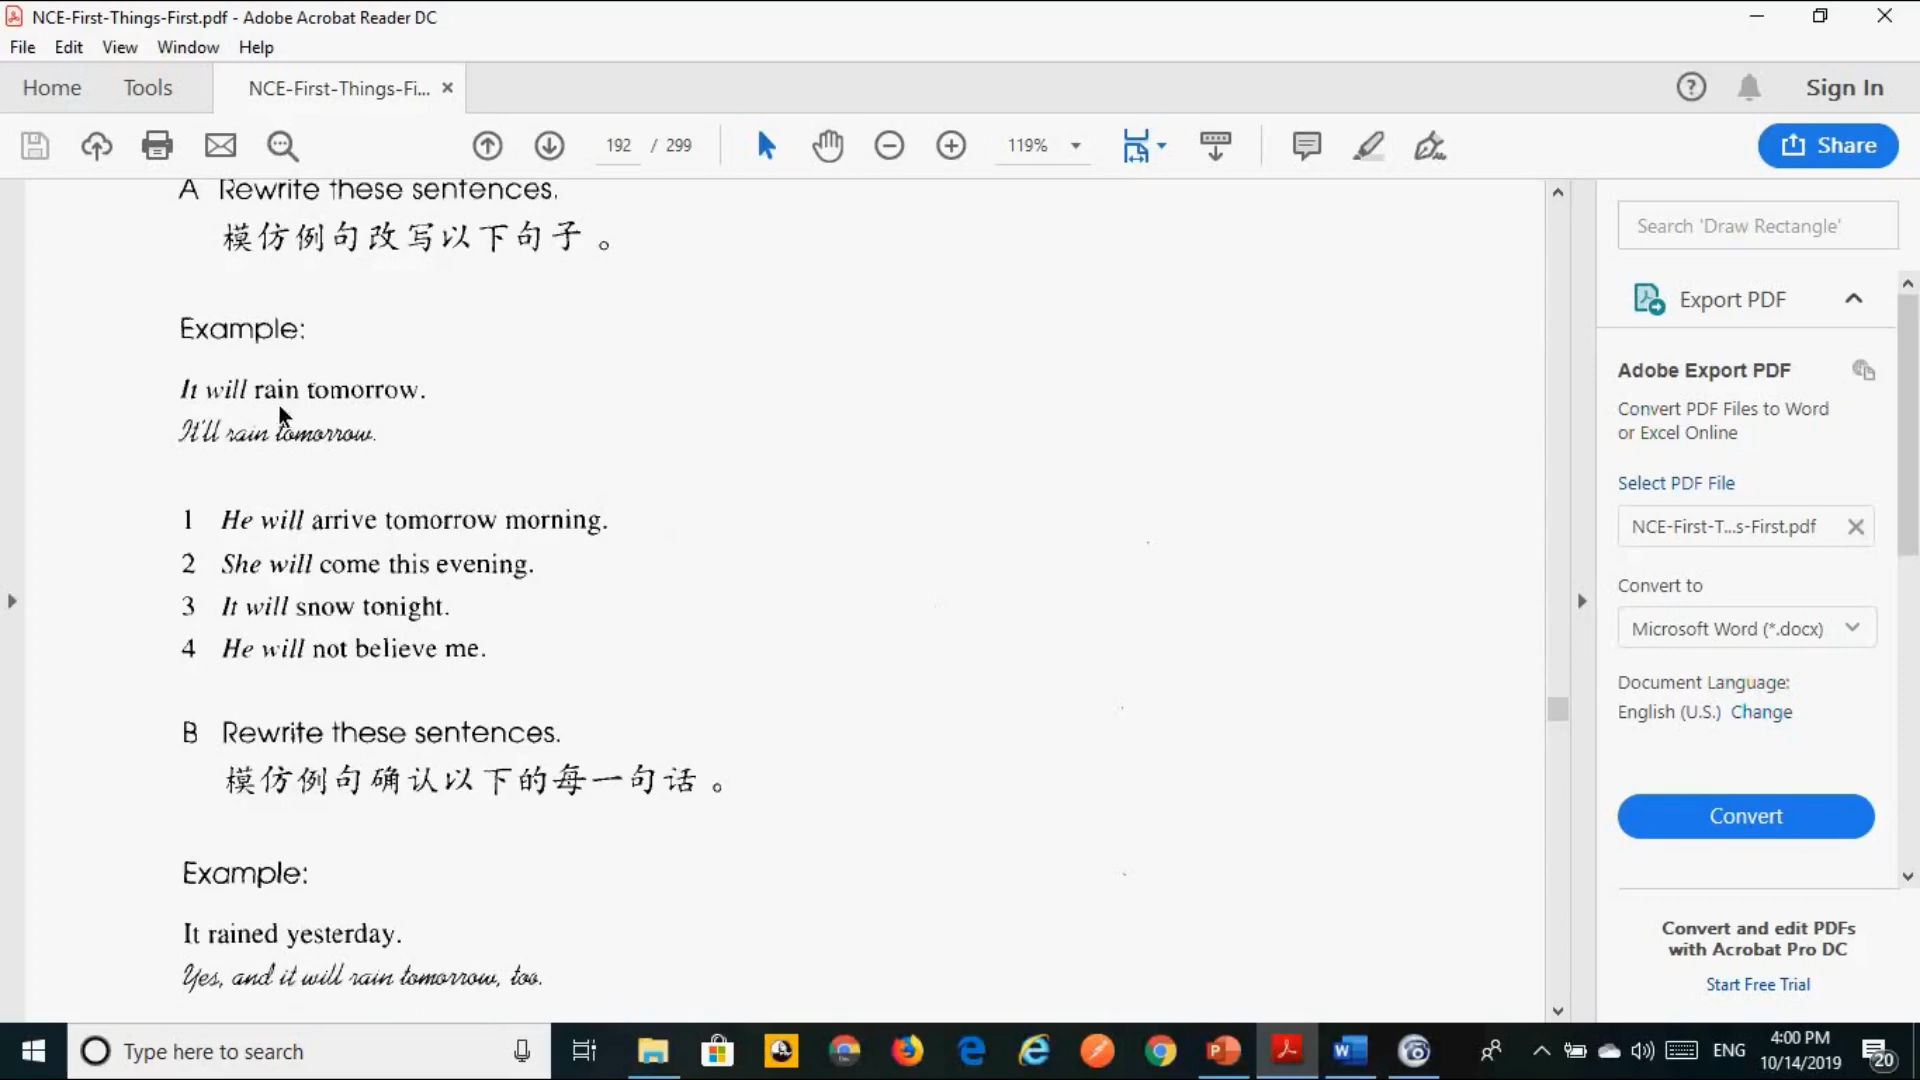 NCE-First-Things-First.pdf - Adobe Acrobat Reader DC
File Edit View Window Help
Home Tools NCE-First-Things-Fi... × Sign In
192 / 299 119% Share
A Rewrite these sentences.
模仿例句改写以下句子。
Example:
It will rain tomorrow.
It'll rain tomorrow.
1 He will arrive tomorrow morning.
2 She will come this evening.
3 It will snow tonight.
4 He will not believe me.
B Rewrite these sentences.
模仿例句确认以下的每一句话。
Example:
It rained yesterday.
Yes, and it will rain tomorrow, too.
Search 'Draw Rectangle'
Export PDF
Adobe Export PDF
Convert PDF Files to Word
or Excel Online
Select PDF File
NCE-First-T...s-First.pdf
Convert to
Microsoft Word (*.docx)
Document Language:
English (U.S.) Change
Convert
Convert and edit PDFs
with Acrobat Pro DC
Start Free Trial
Type here to search
ENG
4:00 PM
10/14/2019
20